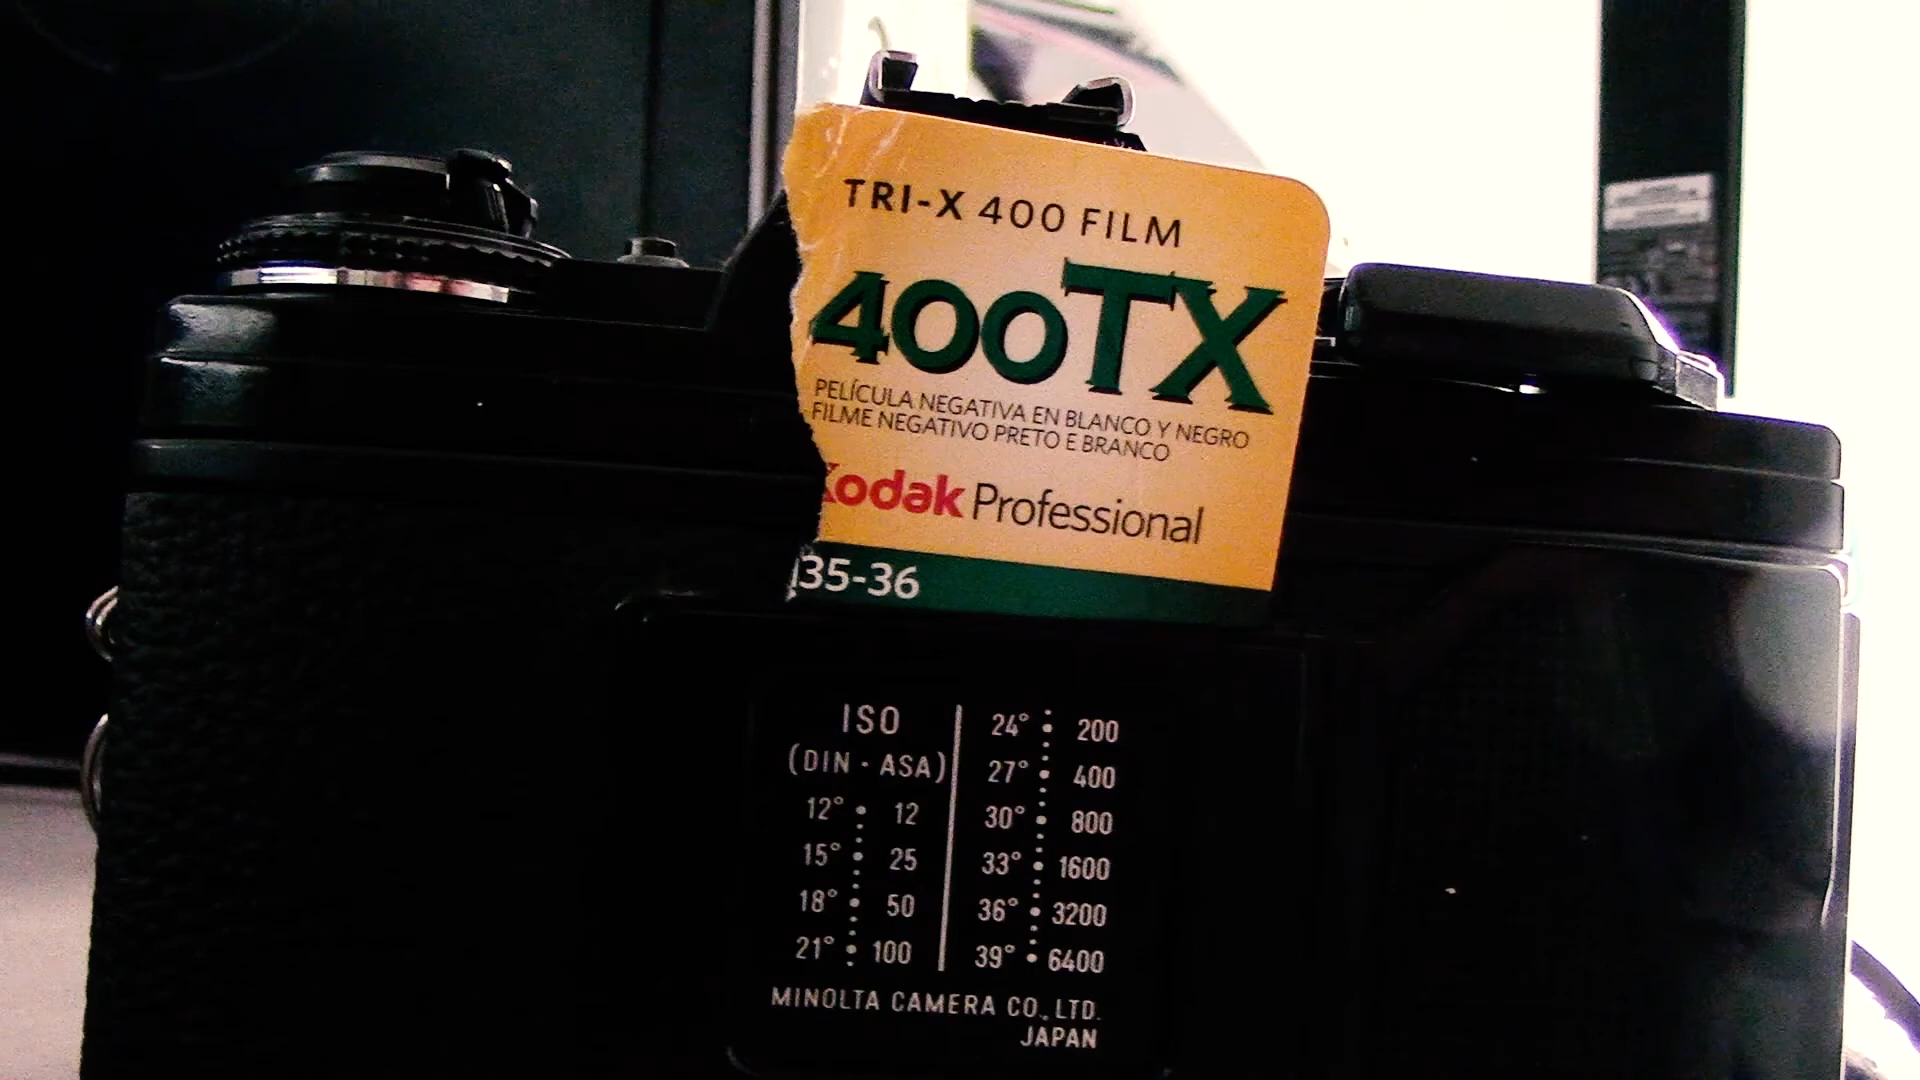 TRI-X 400 FILM
400TX
PELÍCULA NEGATIVA EN BLANCO Y NEGRO
FILME NEGATIVO PRETO E BRANCO
Kodak Professional
135-36
ISO
(DIN · ASA)
12° 12
15° 25
18° 50
21° 100
24° 200
27° 400
30° 800
33° 1600
36° 3200
39° 6400
MINOLTA CAMERA CO., LTD.
JAPAN